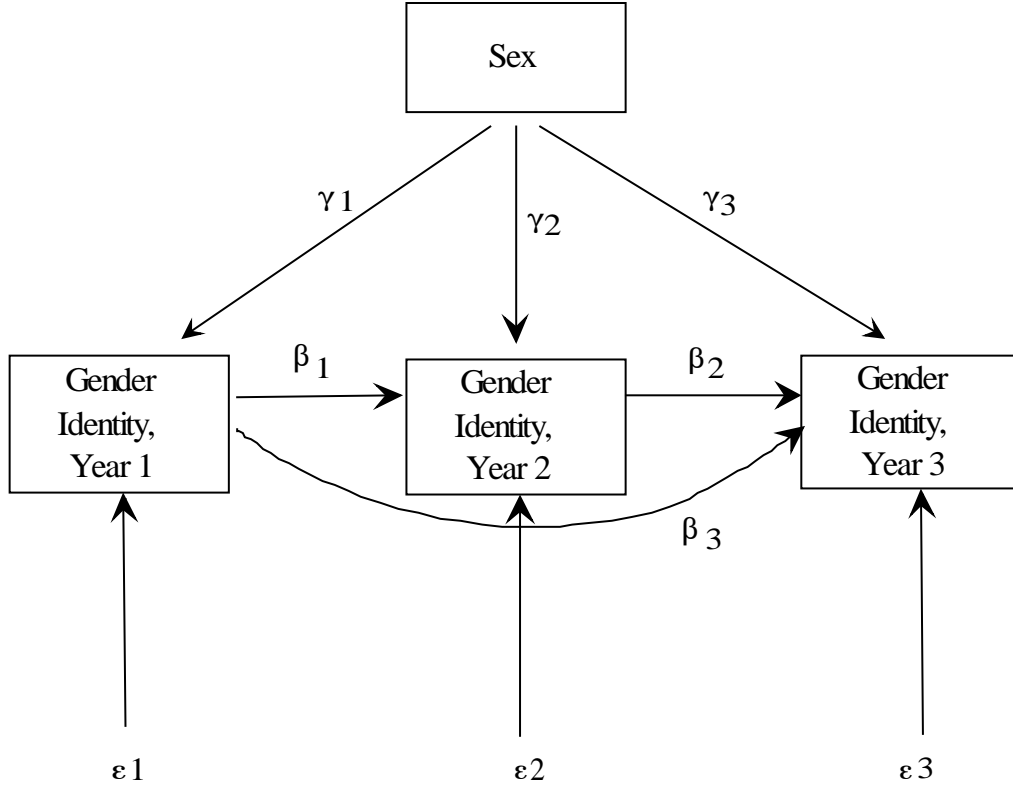 Sex
γ1
γ2
γ3
Gender
Identity,
Year 1
β1
Gender
Identity,
Year 2
β2
Gender
Identity,
Year 3
β3
ε1
ε2
ε3